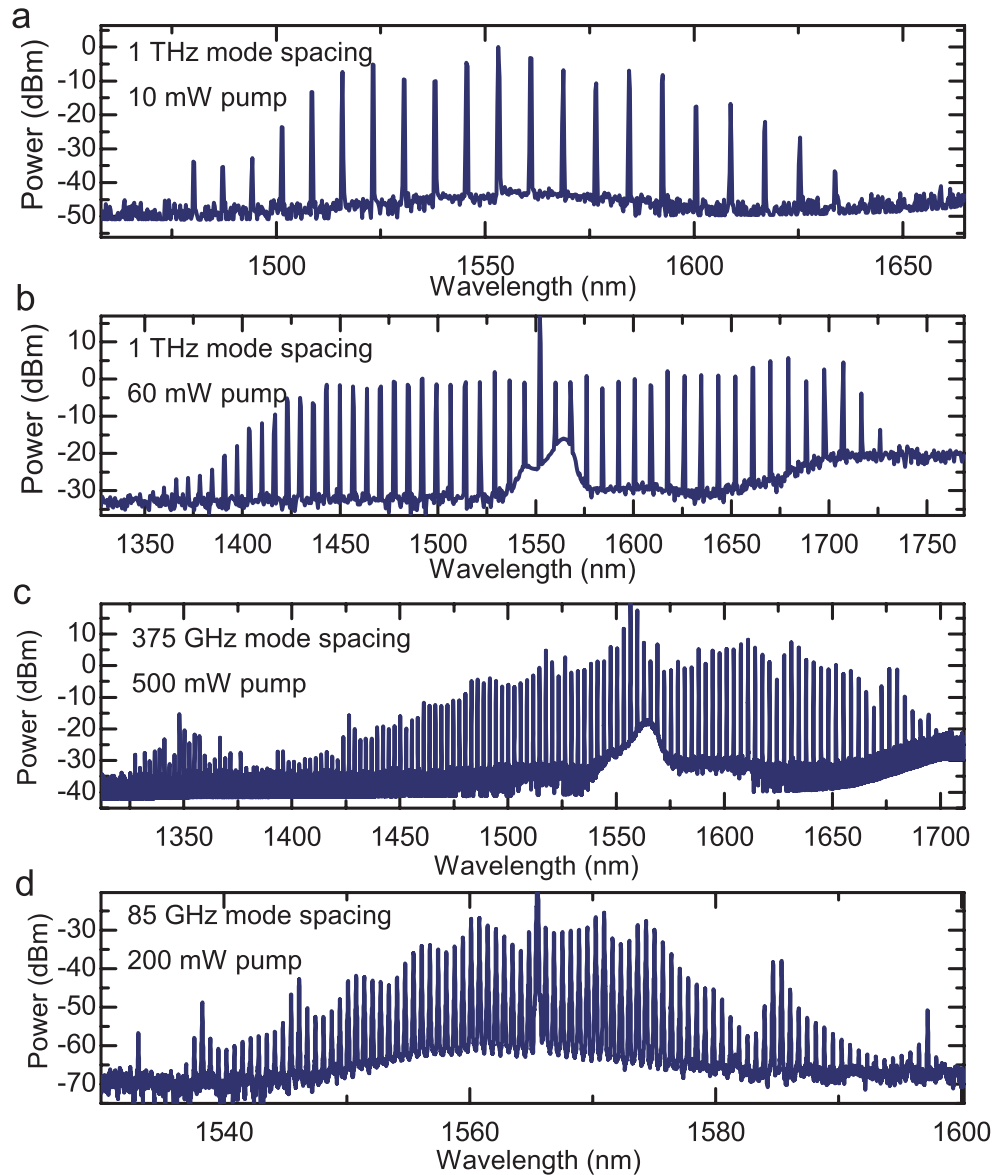 a
1 THz mode spacing
10 mW pump
Power (dBm)
0
-10
-20
-30
-40
-50
1500 1550 1600 1650
Wavelength (nm)
b
1 THz mode spacing
60 mW pump
Power (dBm)
10
0
-10
-20
-30
1350 1400 1450 1500 1550 1600 1650 1700 1750
Wavelength (nm)
c
375 GHz mode spacing
500 mW pump
Power (dBm)
10
0
-10
-20
-30
-40
1350 1400 1450 1500 1550 1600 1650 1700
Wavelength (nm)
d
85 GHz mode spacing
200 mW pump
Power (dBm)
-30
-40
-50
-60
-70
1540 1560 1580 1600
Wavelength (nm)